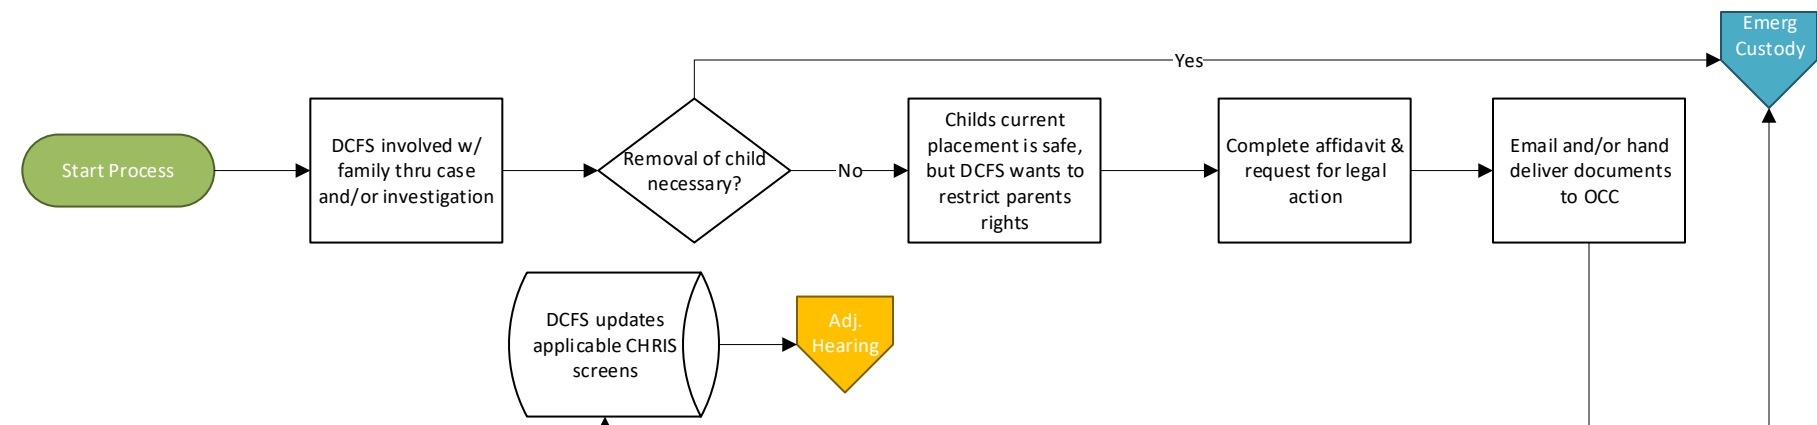 Emerg
Custody
Yes
Start Process
DCFS involved w/
family thru case
and/or investigation
Removal of child
necessary?
No
Childs current
placement is safe,
but DCFS wants to
restrict parents
rights
Complete affidavit &
request for legal
action
Email and/or hand
deliver documents
to OCC
DCFS updates
applicable CHRIS
screens
Adj.
Hearing